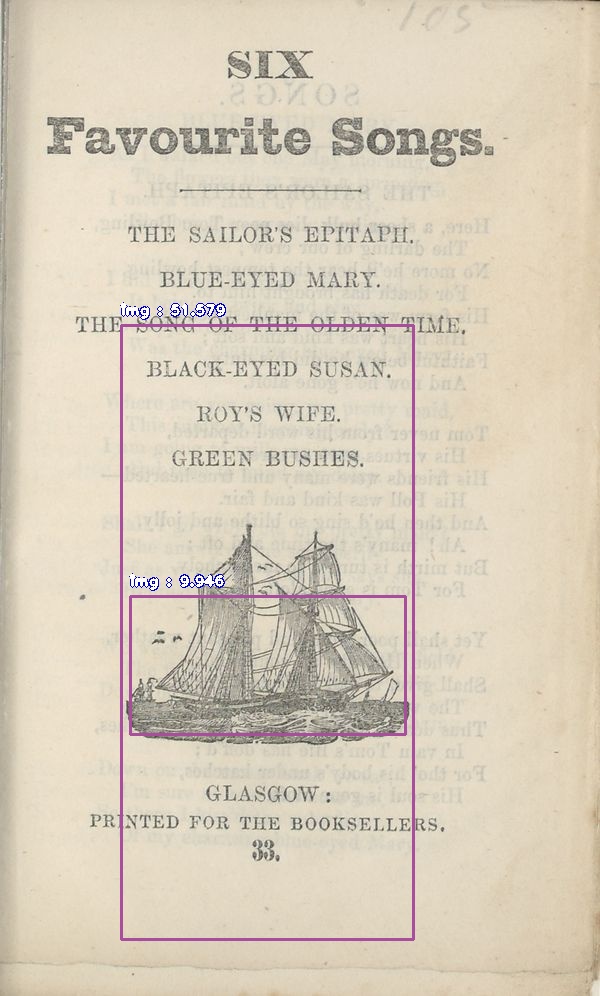 105
SIX
Favourite Songs.
THE SAILOR'S EPITAPH.
BLUE-EYED MARY.
img : 51.579
THE SONG OF THE OLDEN TIME.
BLACK-EYED SUSAN.
ROY'S WIFE.
GREEN BUSHES.
img : 9.946
GLASGOW:
PRINTED FOR THE BOOKSELLERS.
33.